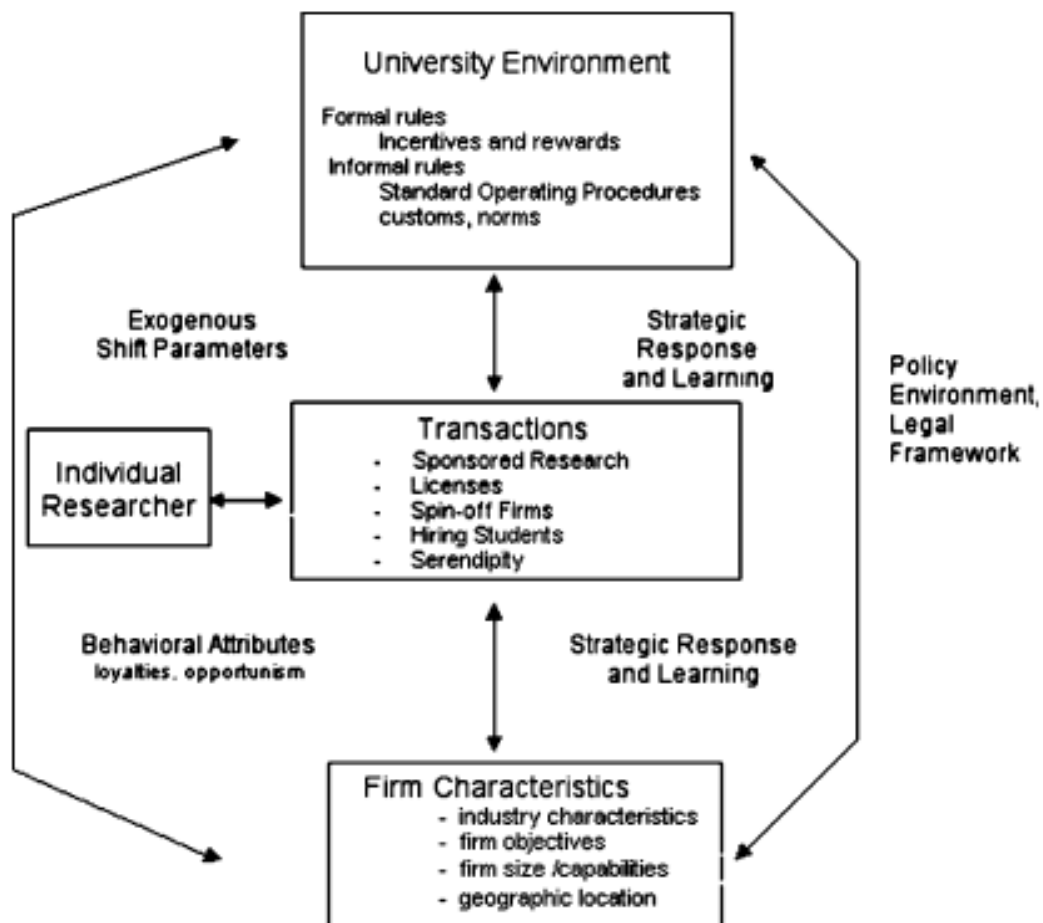 University Environment
Formal rules
Incentives and rewards
Informal rules
Standard Operating Procedures
customs, norms
Exogenous
Shift Parameters
Strategic
Response
and Learning
Policy
Environment,
Legal
Framework
Individual
Researcher
Transactions
- Sponsored Research
- Licenses
- Spin-off Firms
- Hiring Students
- Serendipity
Behavioral Attributes
loyalties, opportunism
Strategic Response
and Learning
Firm Characteristics
- industry characteristics
- firm objectives
- firm size /capabilities
- geographic location